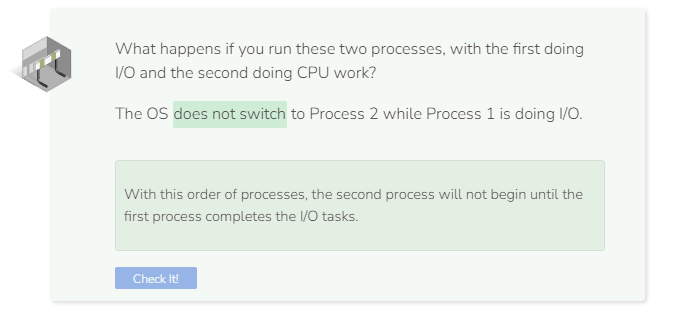 What happens if you run these two processes, with the first doing
I/O and the second doing CPU work?
The OS does not switch to Process 2 while Process 1 is doing I/O.
With this order of processes, the second process will not begin until the
first process completes the I/O tasks.
Check It!